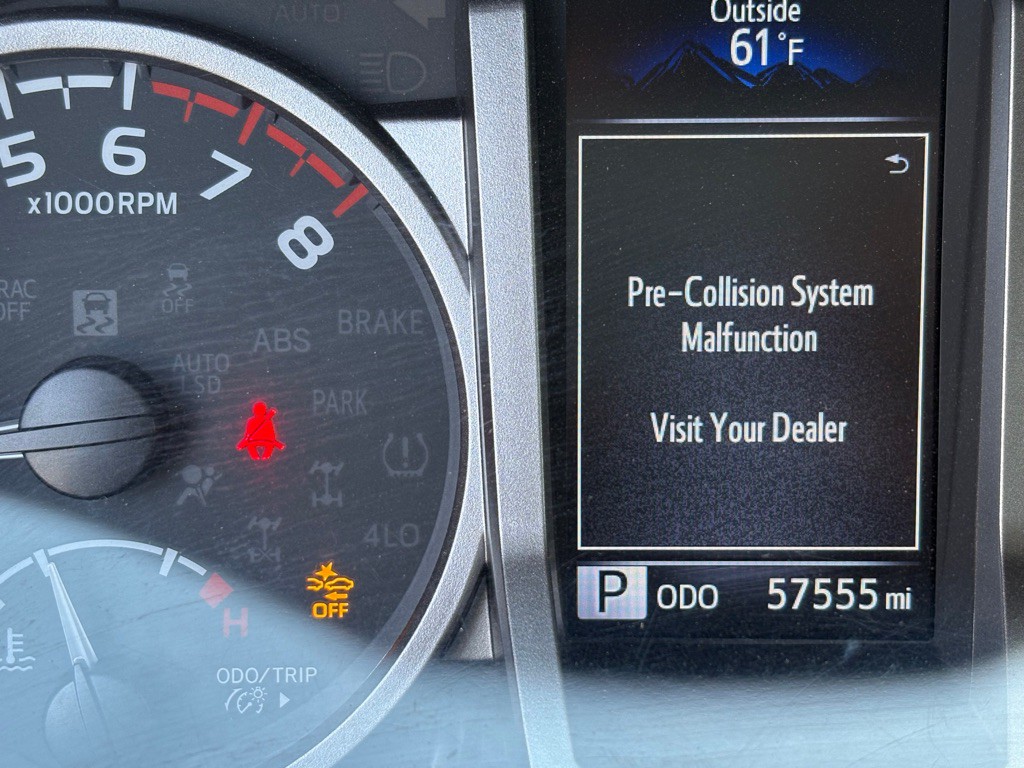 AUTO
Outside
61°F
5
6
7
8
x1000RPM
RAC
OFF
OFF
BRAKE
ABS
AUTO
LSD
PARK
4LO
OFF
H
ODO/TRIP
Pre-Collision System
Malfunction
Visit Your Dealer
P ODO 57555 mi